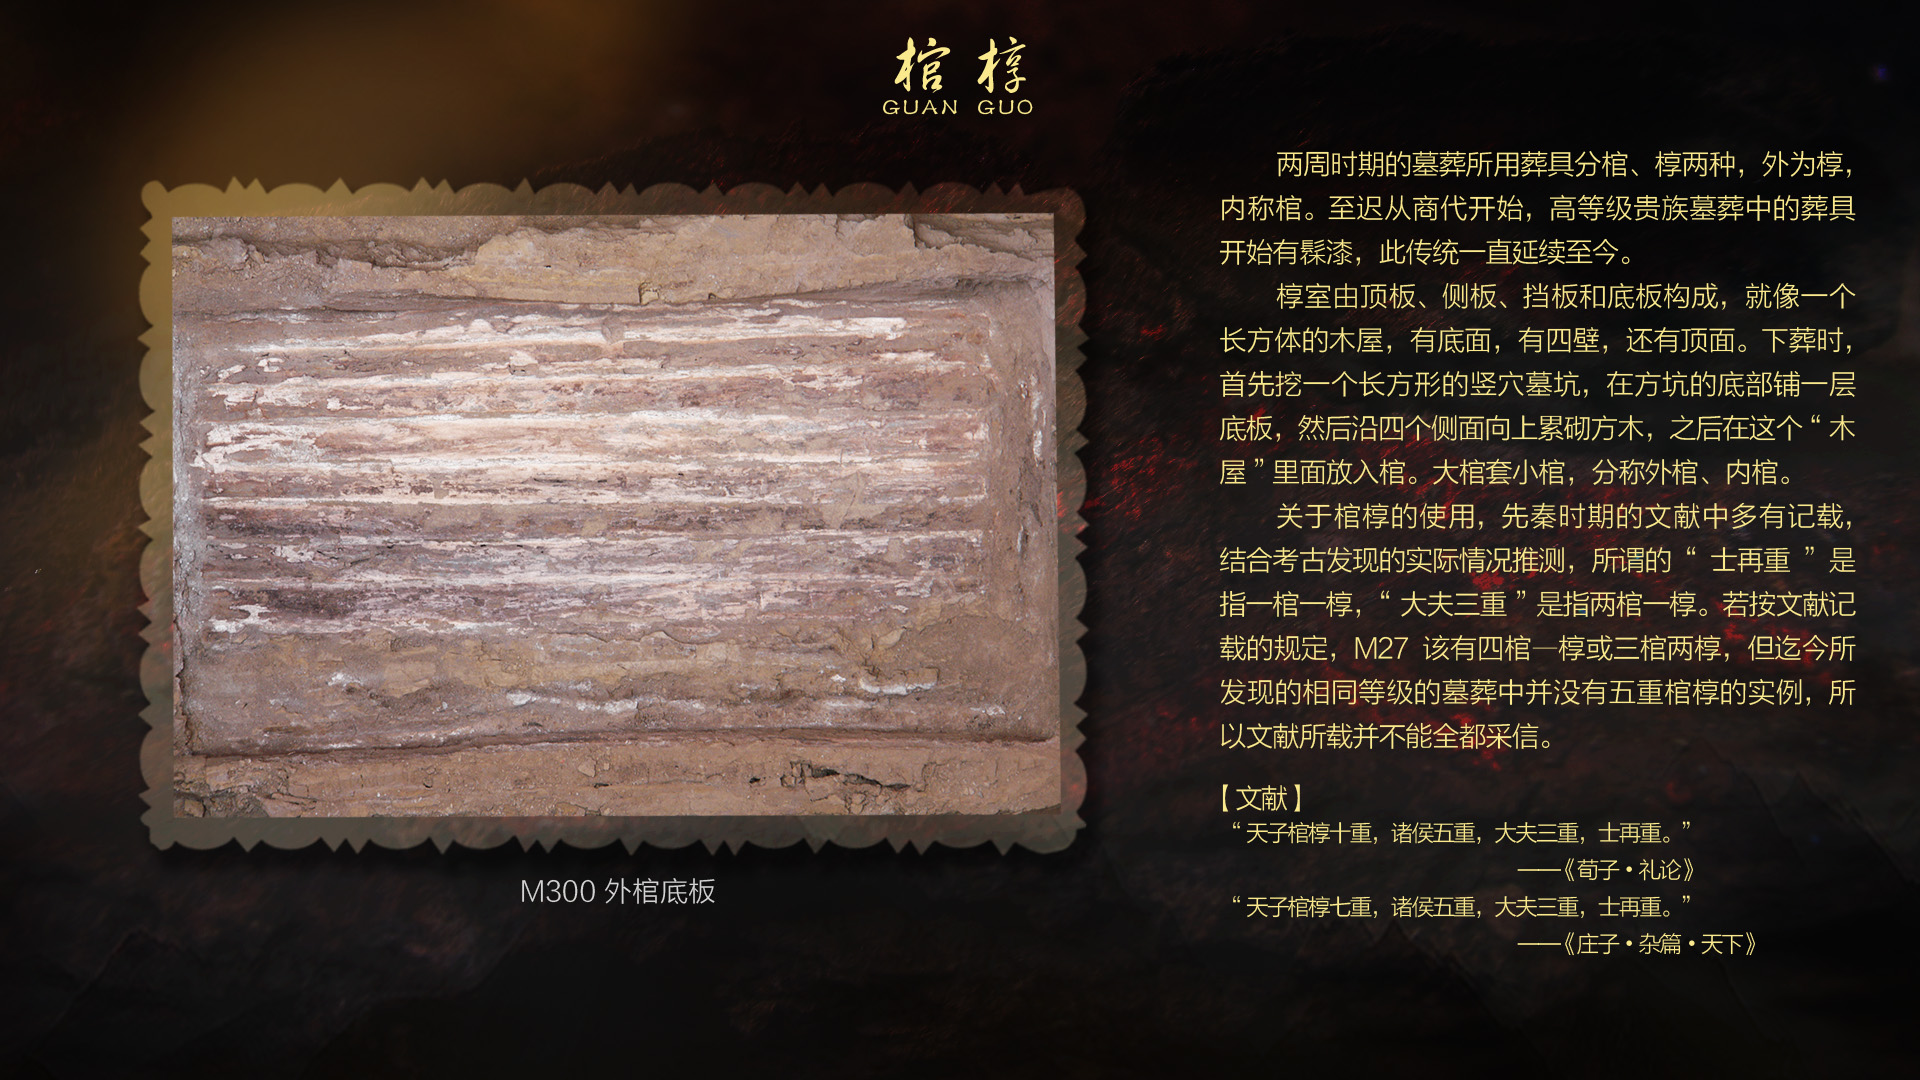 棺 椁
GUAN GUO
两周时期的墓葬所用葬具分棺、椁两种，外为椁，
内称棺。至迟从商代开始，高等级贵族墓葬中的葬具
开始有髹漆，此传统一直延续至今。
椁室由顶板、侧板、挡板和底板构成，就像一个
长方体的木屋，有底面，有四壁，还有顶面。下葬时，
首先挖一个长方形的竖穴墓坑，在方坑的底部铺一层
底板，然后沿四个侧面向上累砌方木，之后在这个“木
屋”里面放入棺。大棺套小棺，分称外棺、内棺。
关于棺椁的使用，先秦时期的文献中多有记载，
结合考古发现的实际情况推测，所谓的“士再重”是
指一棺一椁，“大夫三重”是指两棺一椁。若按文献记
载的规定，M27 该有四棺一椁或三棺两椁，但迄今所
发现的相同等级的墓葬中并没有五重棺椁的实例，所
以文献所载并不能全都采信。
【文献】
“天子棺椁十重，诸侯五重，大夫三重，士再重。”
——《荀子•礼论》
“天子棺椁七重，诸侯五重，大夫三重，士再重。”
——《庄子•杂篇•天下》
M300 外棺底板